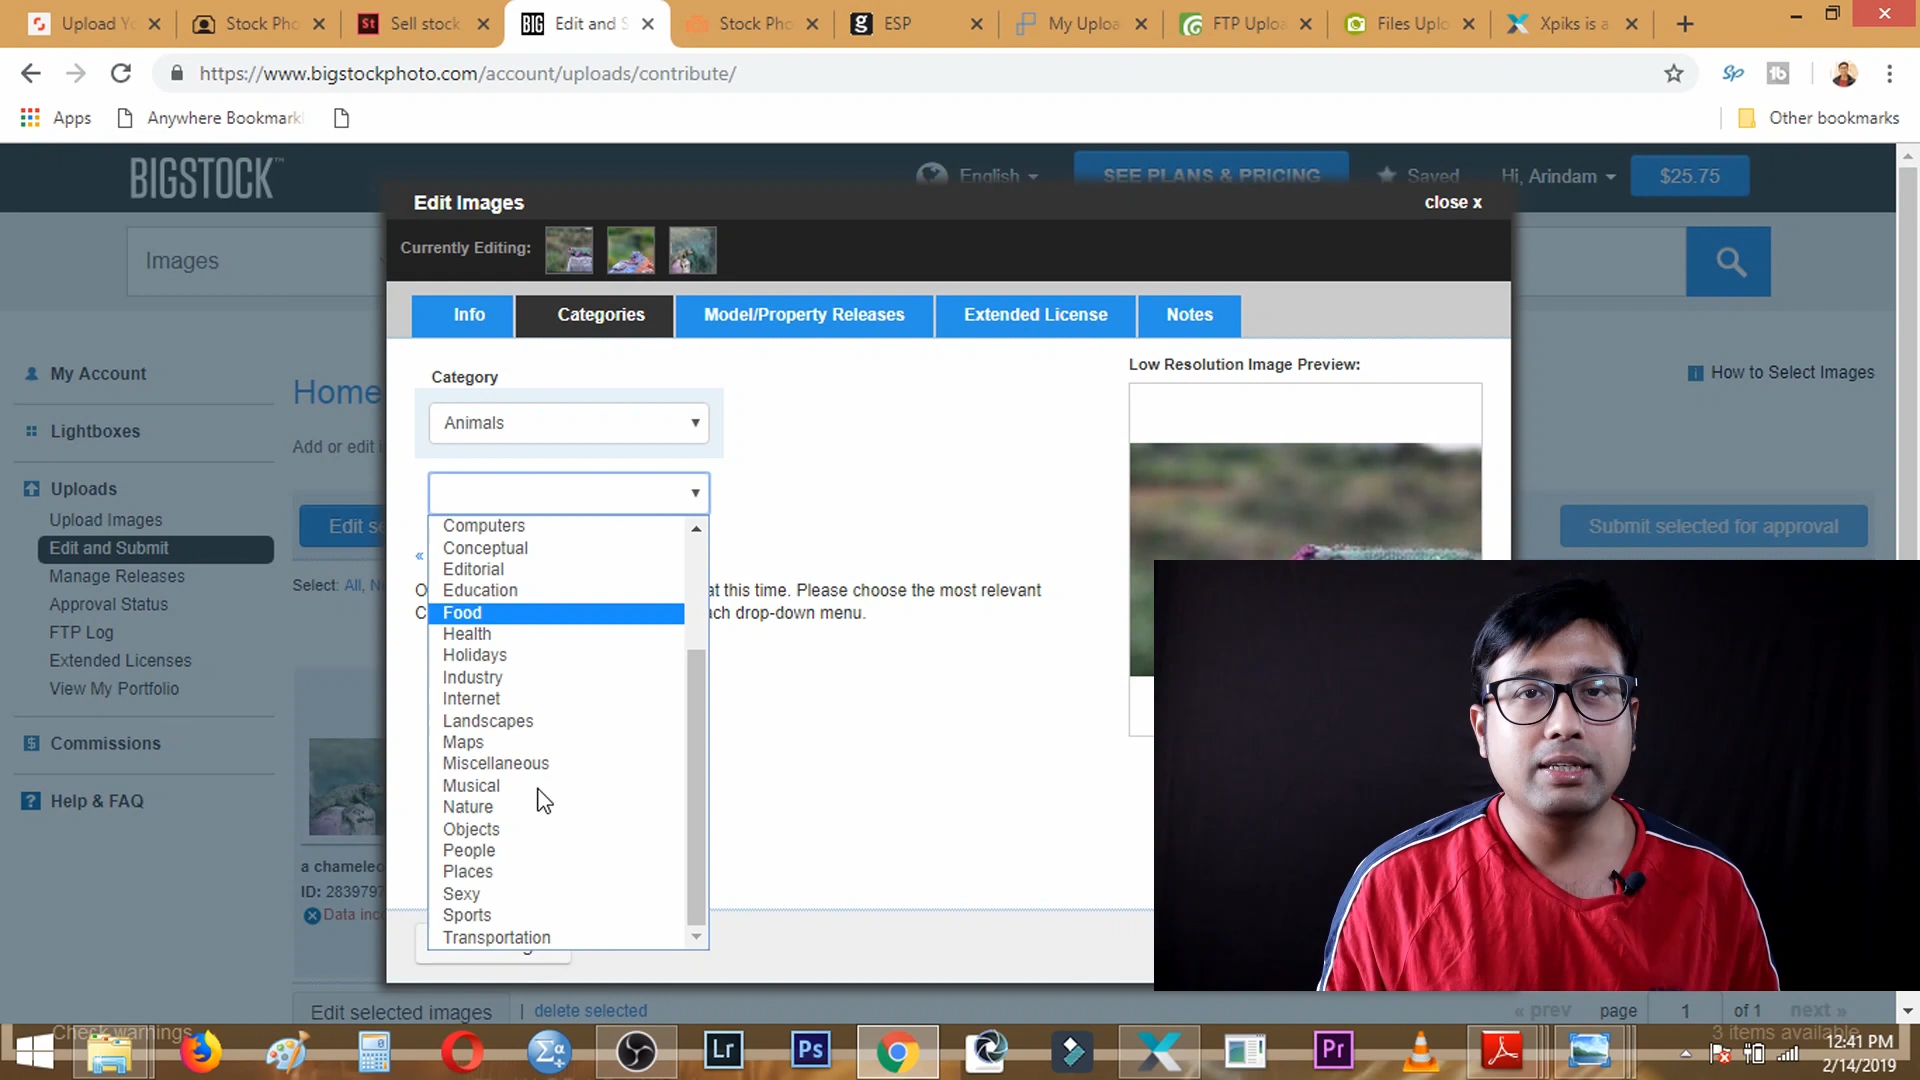 Upload Yo
Stock Pho
Sell stock
Edit and S
Stock Pho
ESP
My Uploa
FTP Uploa
Files Uplo
Xpiks is a
https://www.bigstockphoto.com/account/uploads/contribute/
Apps
Anywhere Bookmark
Other bookmarks
BIGSTOCK™
English
SEE PLANS & PRICING
Saved
Hi, Arindam
$25.75
Edit Images
close x
Currently Editing:
Images
Info
Categories
Model/Property Releases
Extended License
Notes
Category
Low Resolution Image Preview:
My Account
Home
How to Select Images
Animals
Lightboxes
Add or edit i
Uploads
Upload Images
Edit se
Submit selected for approval
Edit and Submit
Manage Releases
Select: All, N
Approval Status
FTP Log
Extended Licenses
View My Portfolio
Commissions
Help & FAQ
at this time. Please choose the most relevant
ch drop-down menu.
Computers
Conceptual
Editorial
Education
Food
Health
Holidays
Industry
Internet
Landscapes
Maps
Miscellaneous
Musical
Nature
Objects
People
Places
Sexy
Sports
Transportation
a chameleo
ID: 2839797
Data inc
Edit selected images
| delete selected
« prev
page
1
of 1
next »
Check warnings
3 items available
Lr
Ps
Pr
12:41 PM
2/14/2019